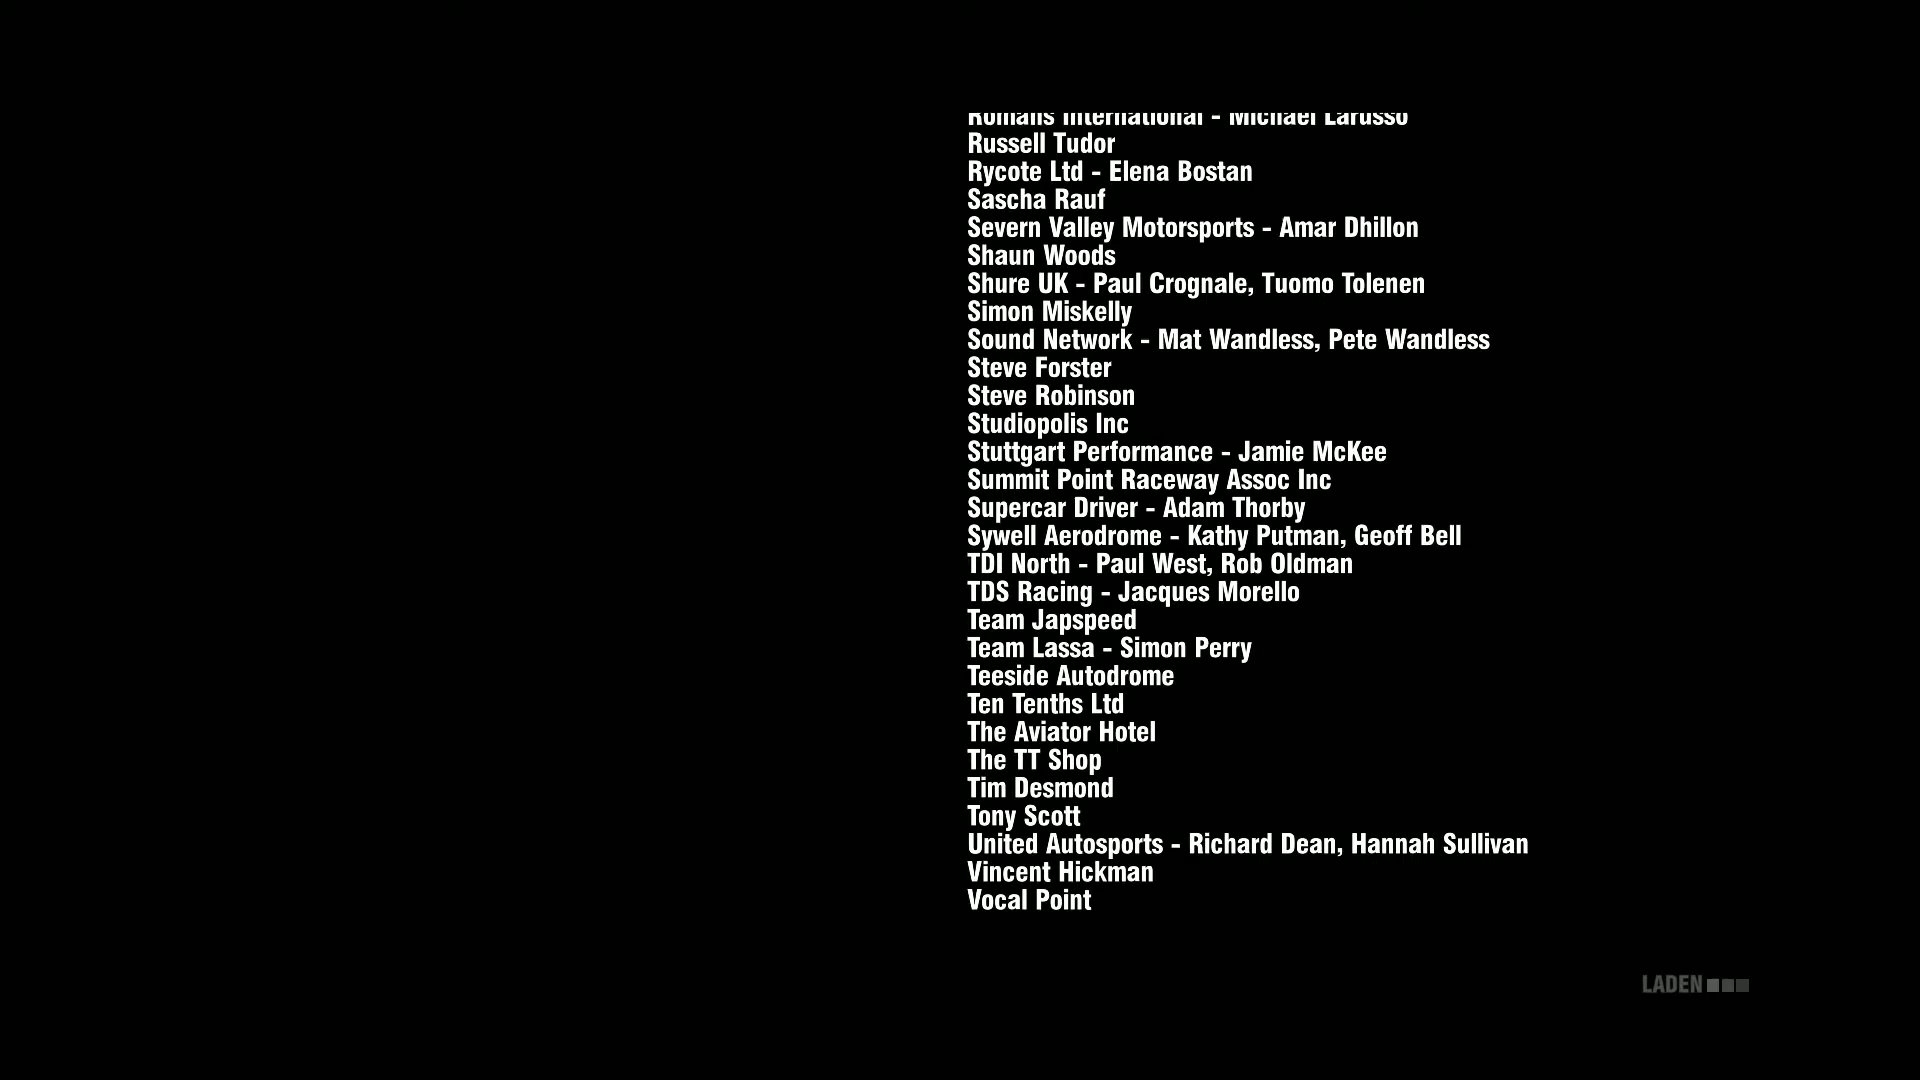 Romans International - Michael Larusso
Russell Tudor
Rycote Ltd - Elena Bostan
Sascha Rauf
Severn Valley Motorsports - Amar Dhillon
Shaun Woods
Shure UK - Paul Crognale, Tuomo Tolenen
Simon Miskelly
Sound Network - Mat Wandless, Pete Wandless
Steve Forster
Steve Robinson
Studiopolis Inc
Stuttgart Performance - Jamie McKee
Summit Point Raceway Assoc Inc
Supercar Driver - Adam Thorby
Sywell Aerodrome - Kathy Putman, Geoff Bell
TDI North - Paul West, Rob Oldman
TDS Racing - Jacques Morello
Team Japspeed
Team Lassa - Simon Perry
Teeside Autodrome
Ten Tenths Ltd
The Aviator Hotel
The TT Shop
Tim Desmond
Tony Scott
United Autosports - Richard Dean, Hannah Sullivan
Vincent Hickman
Vocal Point
LADEN